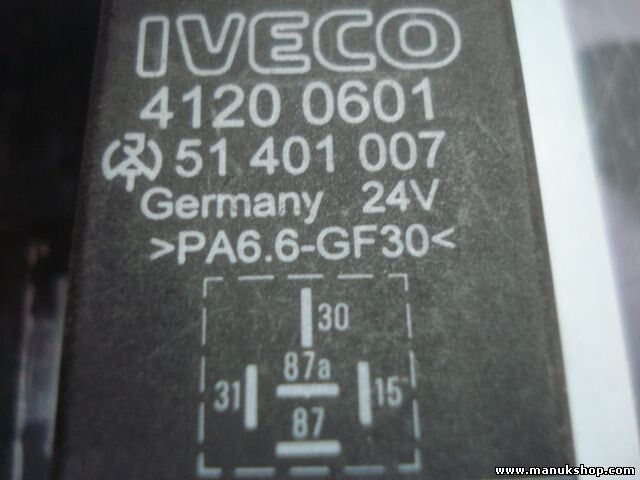 IVECO
4120 0601
51 401 007
Germany 24V
>PA6.6-GF30<
30
87a
31 15
87
www.manukshop.com